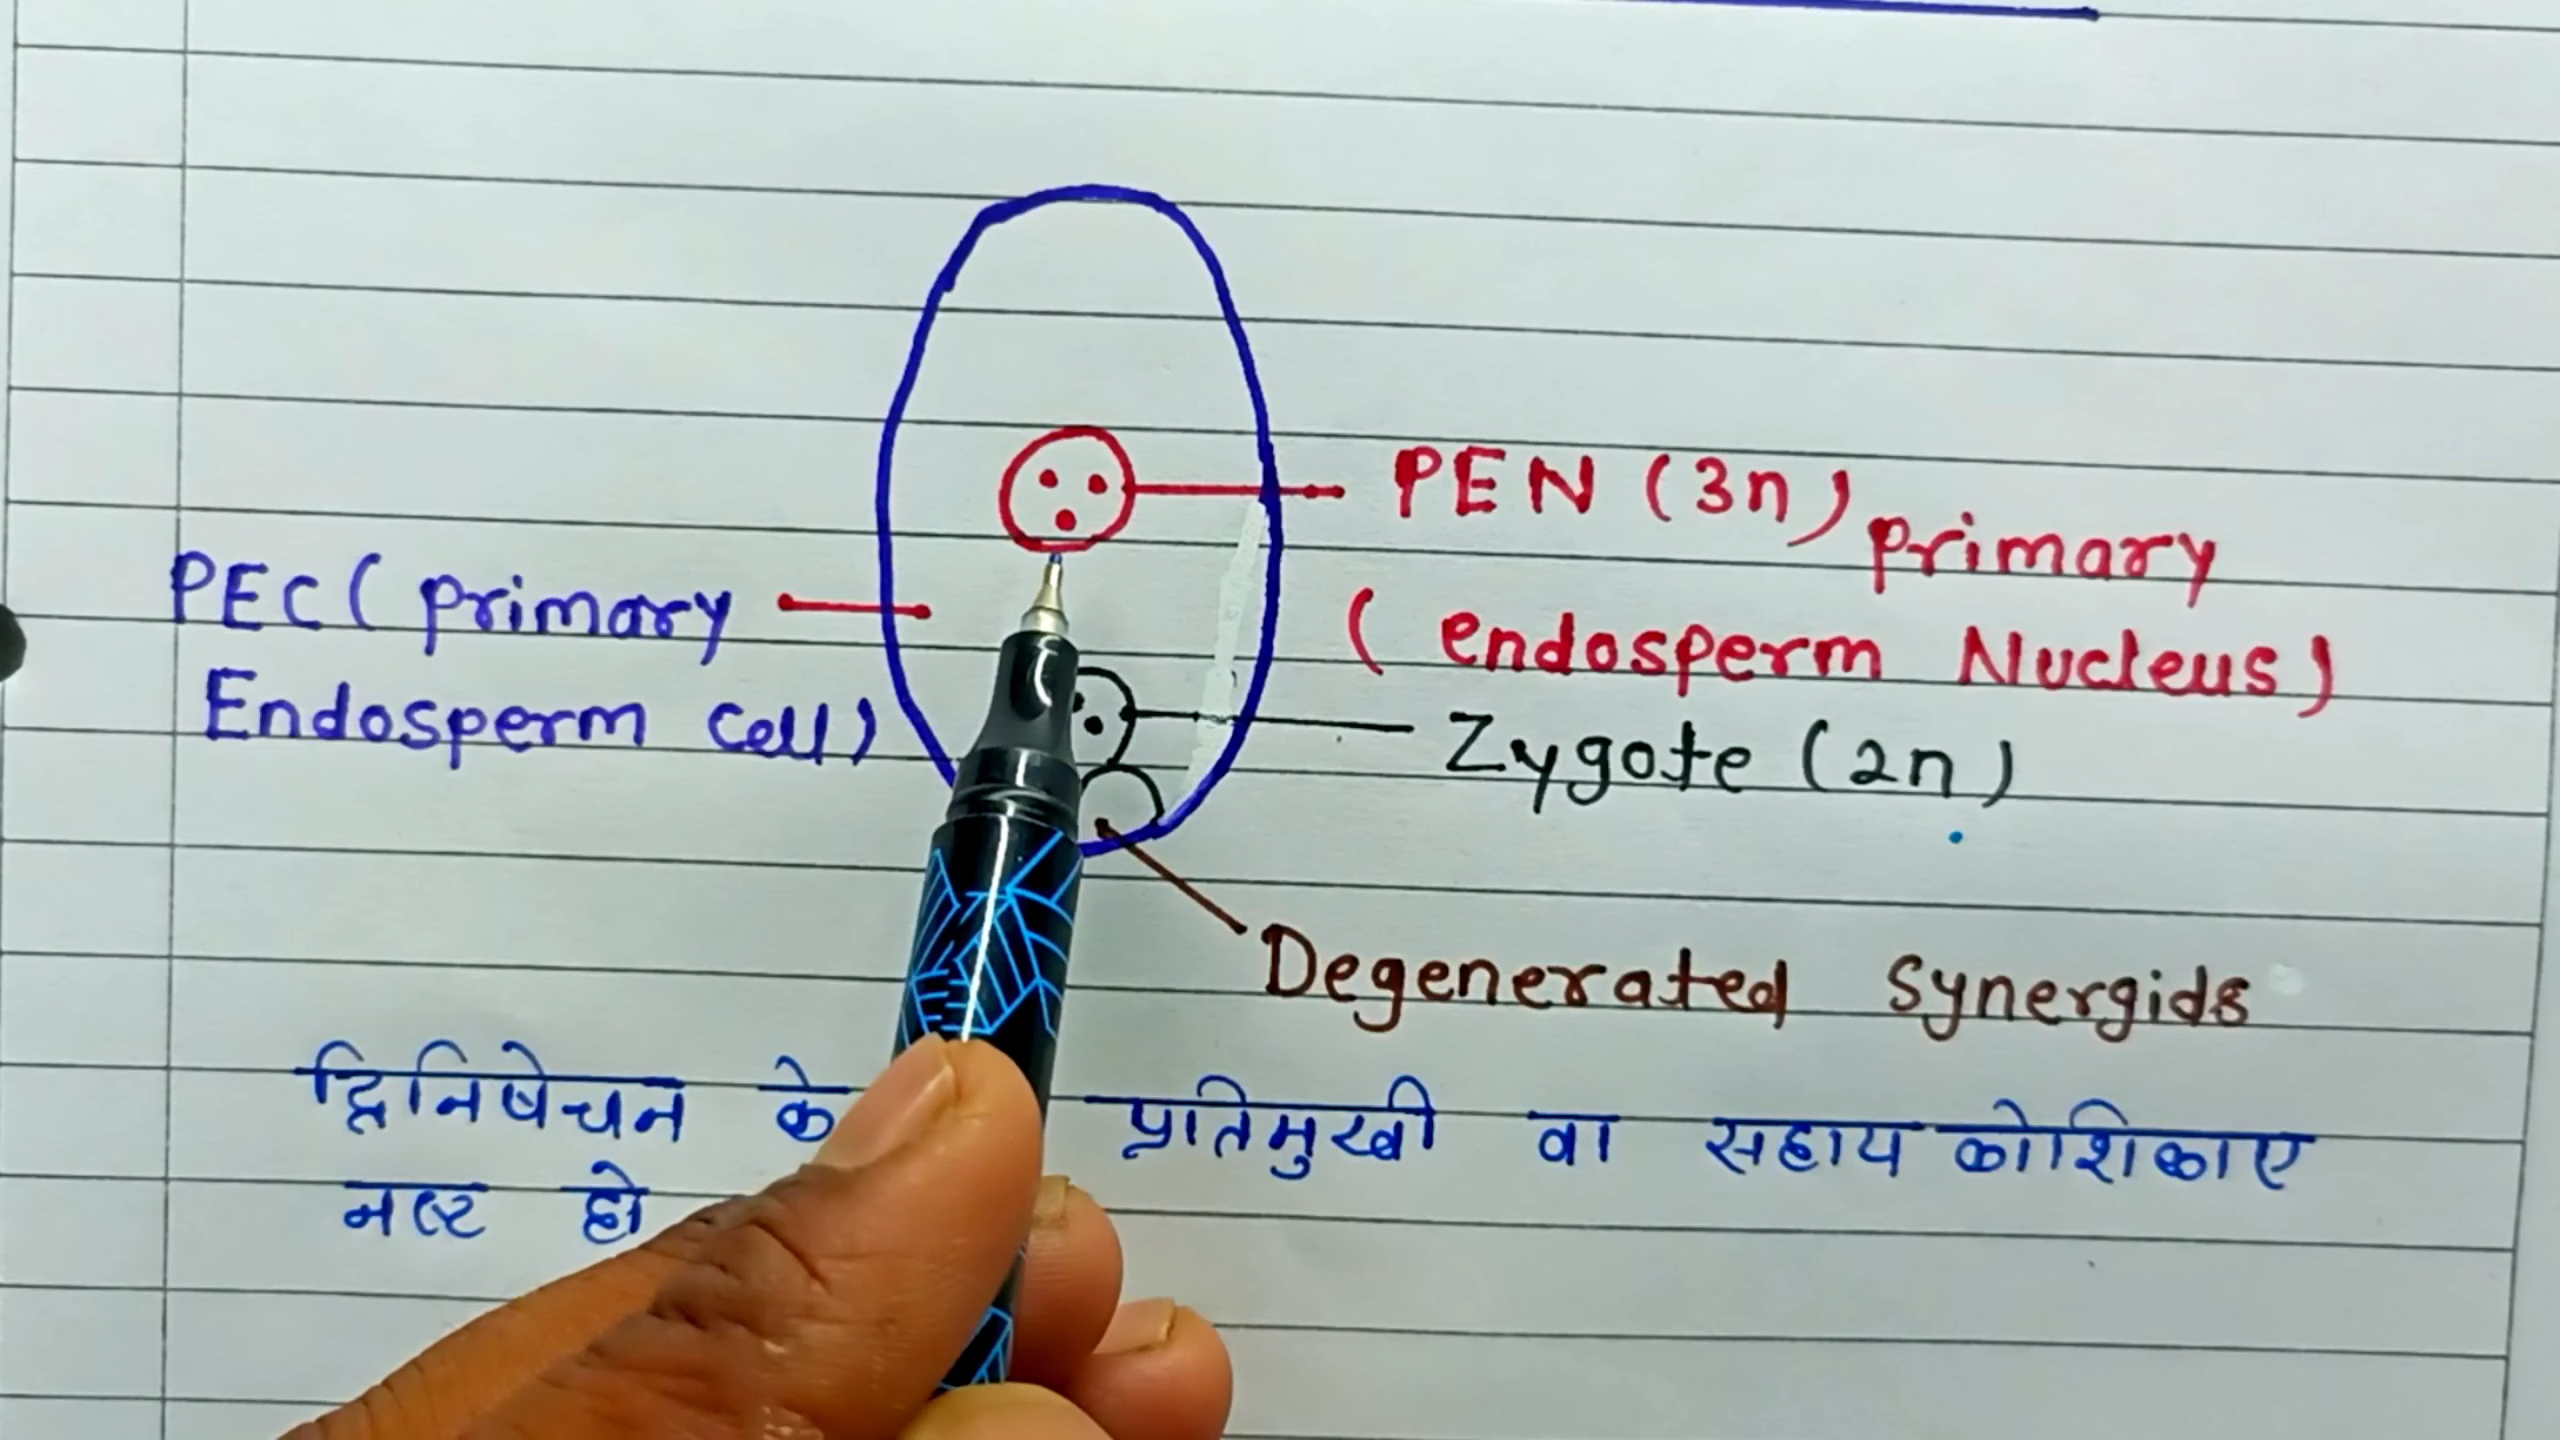 PEN (3n)
primary
(endosperm Nucleus)
PEC (primary
Endosperm cell)
Zygote (2n)
Degenerated Synergids
द्विनिषेचन के प्रतिमुखी वा सहाय कोशिकाए
नष्ट हो